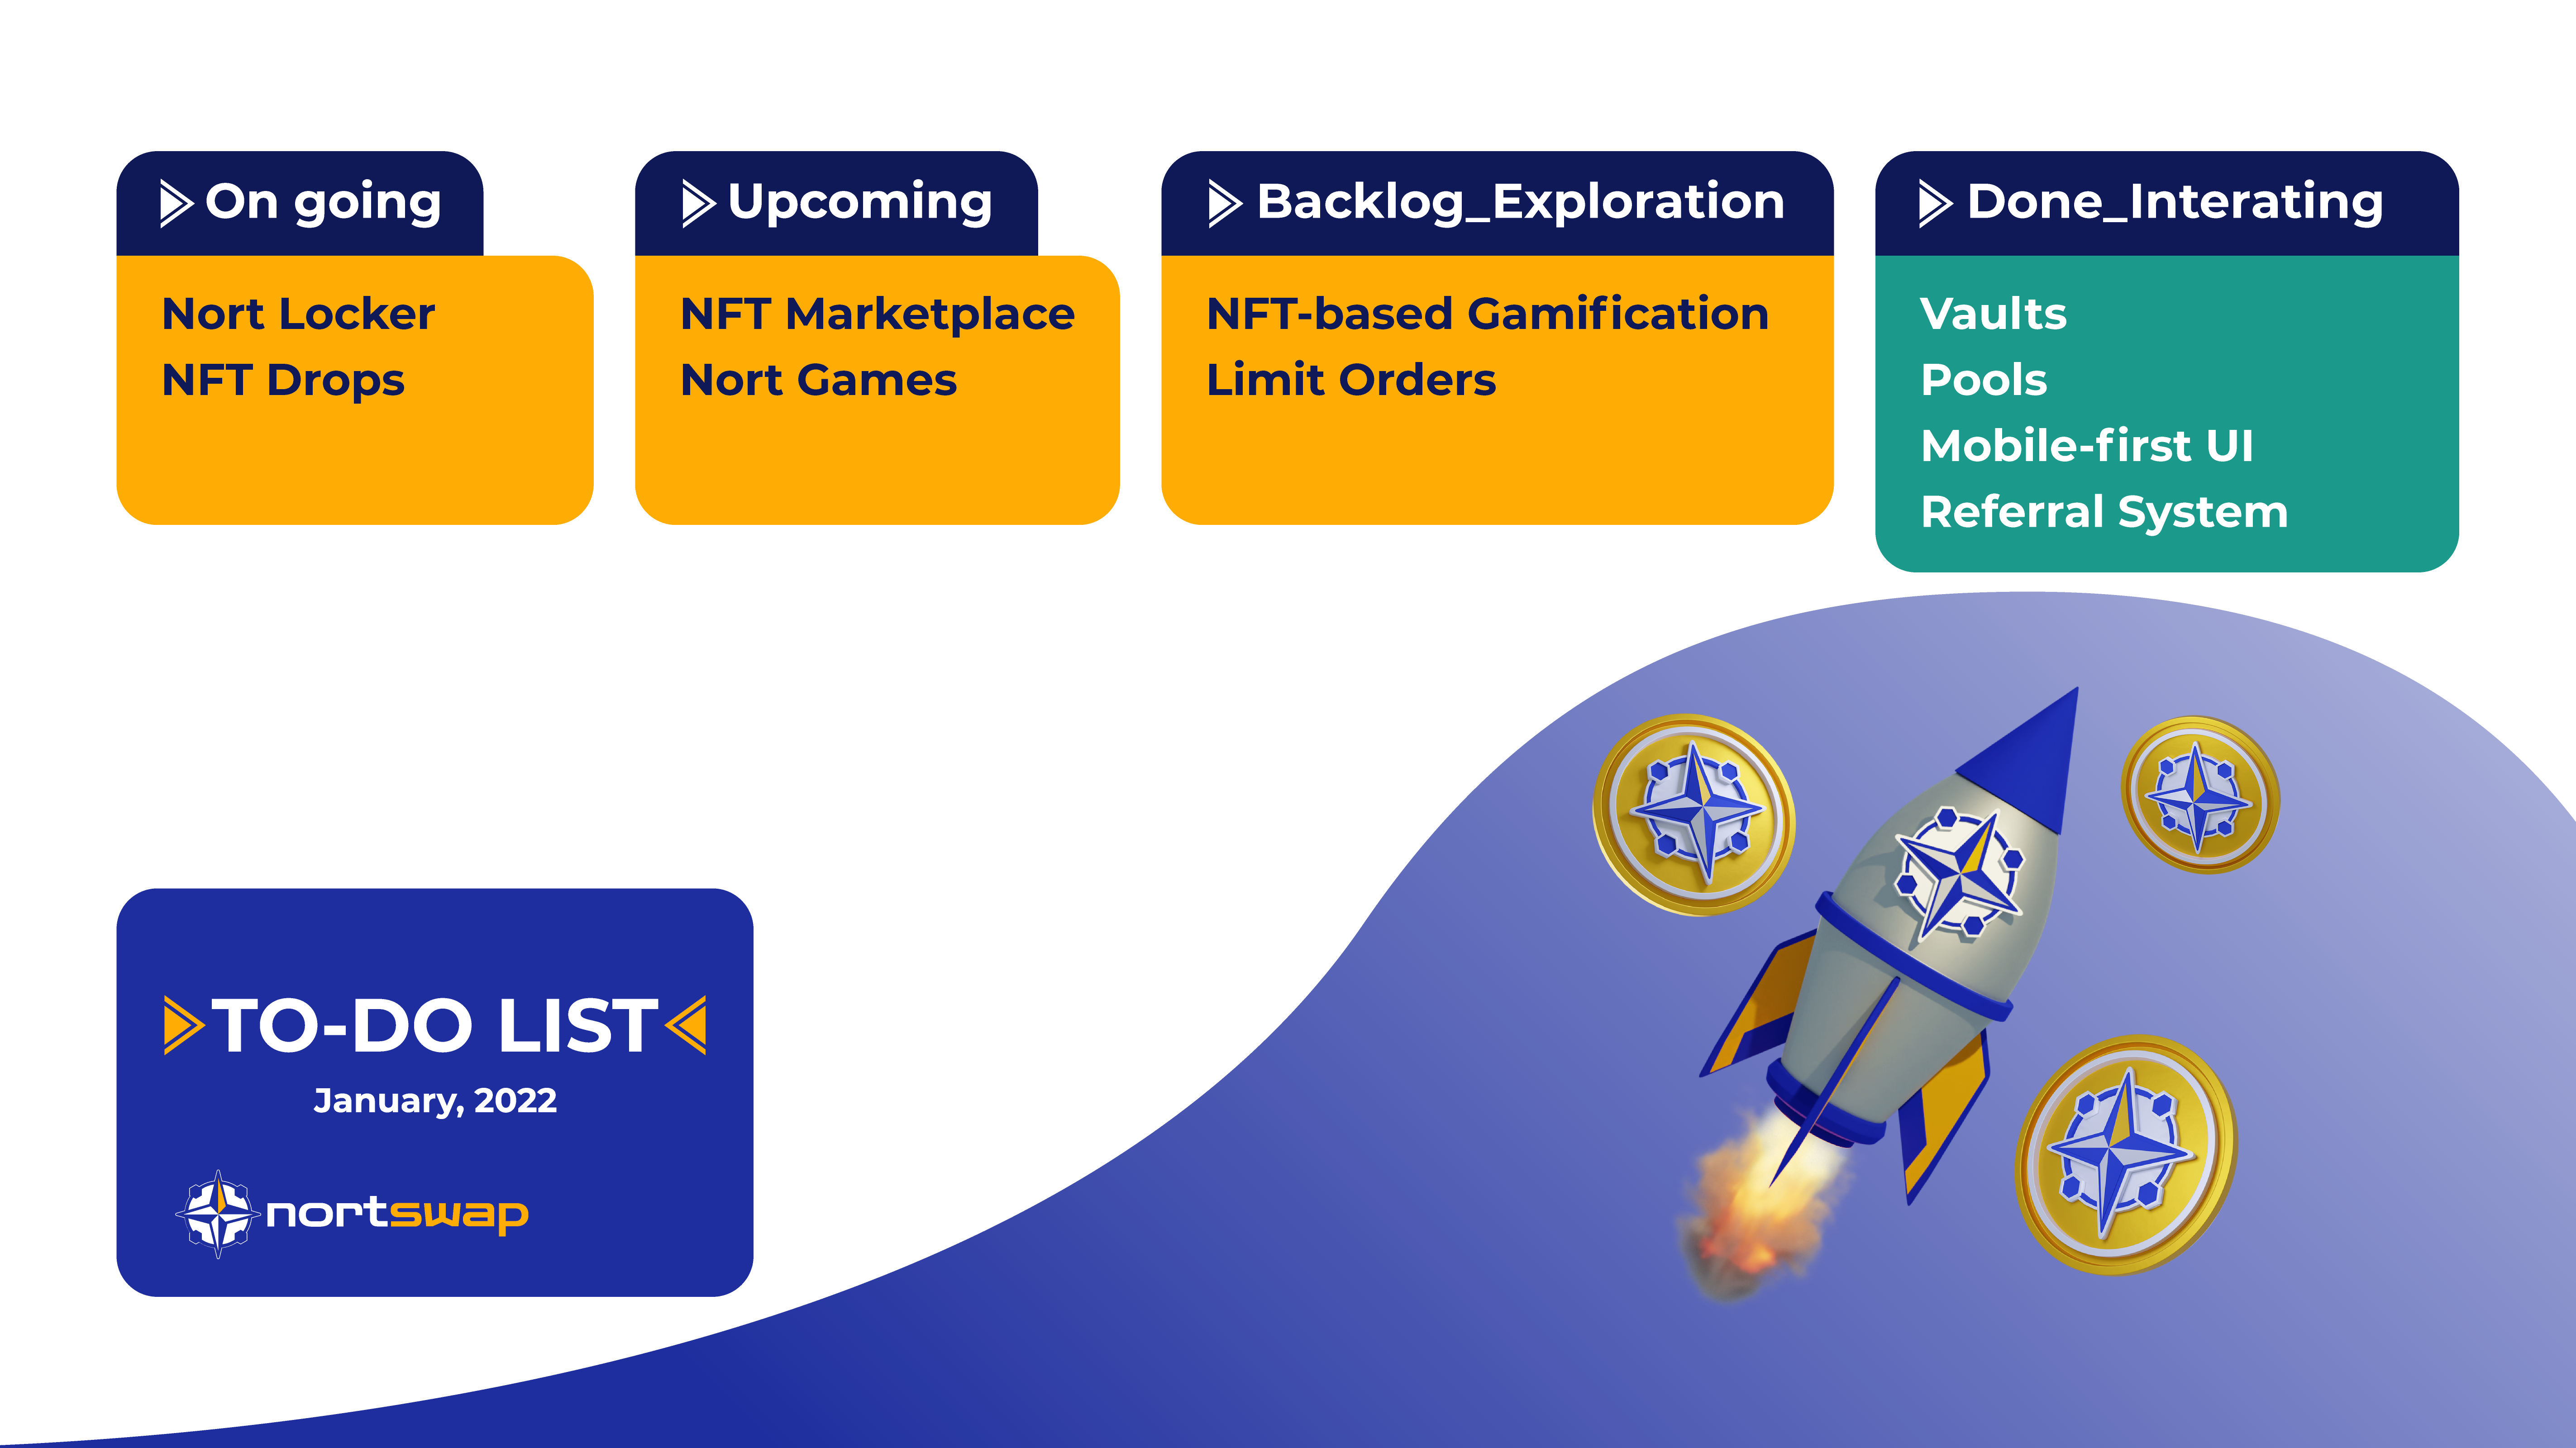 On going
Nort Locker
NFT Drops
Upcoming
NFT Marketplace
Nort Games
Backlog_Exploration
NFT-based Gamification
Limit Orders
Done_Interating
Vaults
Pools
Mobile-first UI
Referral System
TO-DO LIST
January, 2022
nortswap